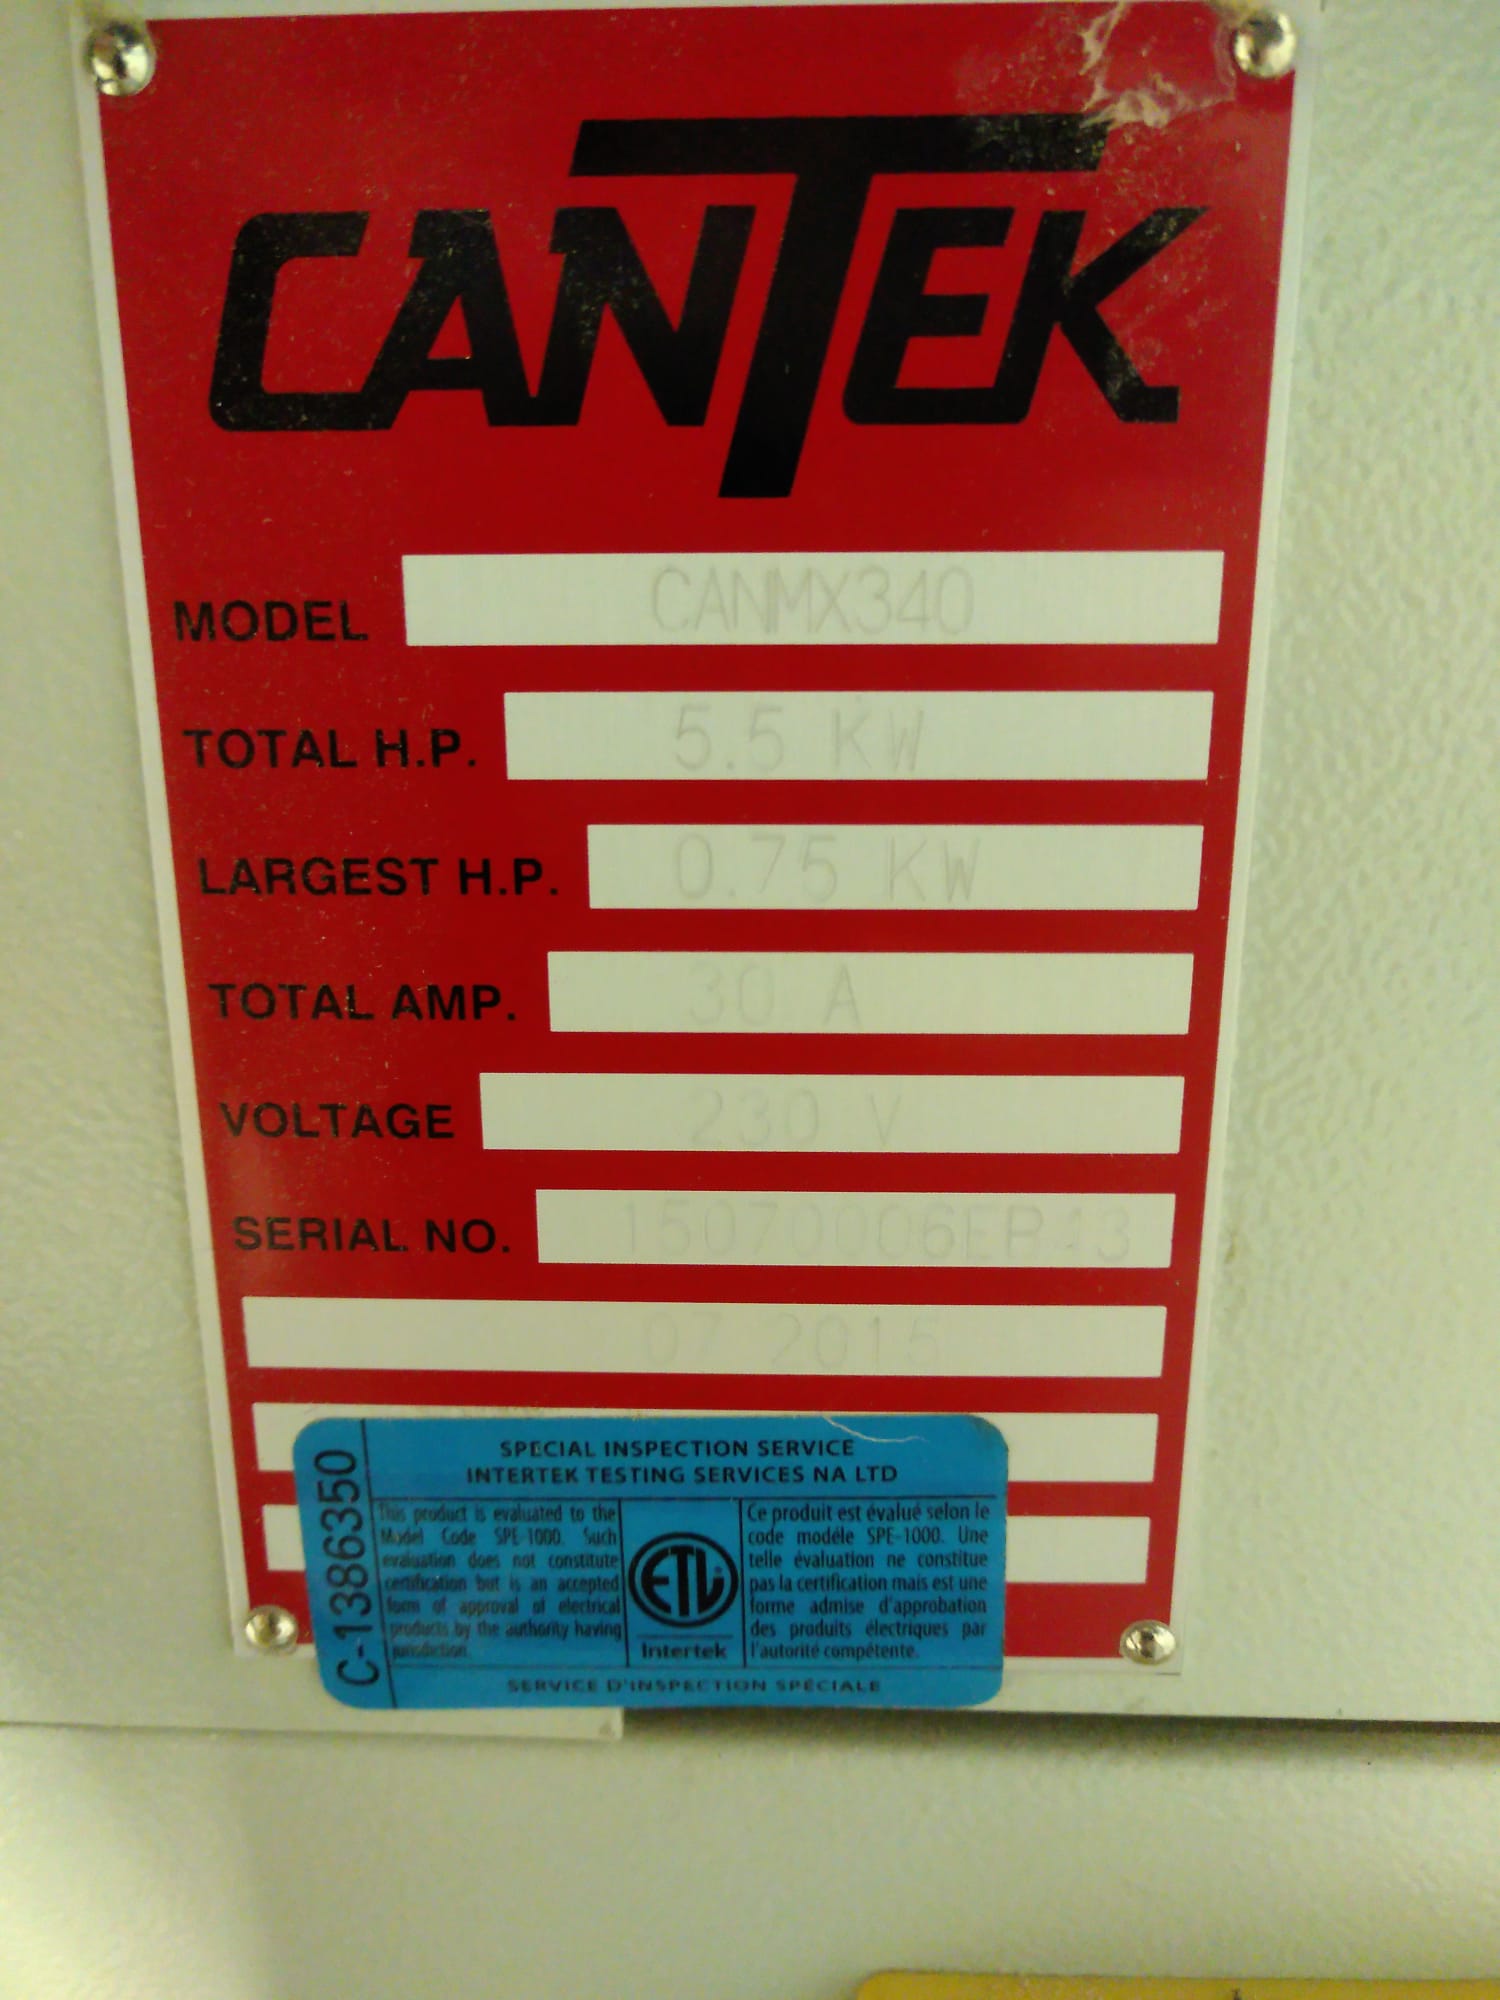 CANTEK
MODEL CANMX340
TOTAL H.P. 5.5 KW
LARGEST H.P. 0.75 KW
TOTAL AMP. 30 A
VOLTAGE 230 V
SERIAL NO.
07 2015
C-1386350
SPECIAL INSPECTION SERVICE
INTERTEK TESTING SERVICES NA LTD
This product is evaluated to the
Model Code SPE-1000. Such
evaluation does not constitute
certification but is an accepted
form of approval of electrical
products by the authority having
jurisdiction.
ETL
Intertek
Ce produit est évalué selon le
code modéle SPE-1000. Une
telle évaluation ne constitue
pas la certification mais est une
forme admise d'approbation
des produits électriques par
l'autorité compétente.
SERVICE D'INSPECTION SPÉCIALE